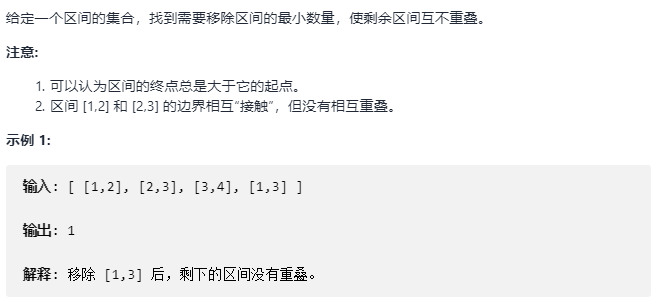 给定一个区间的集合，找到需要移除区间的最小数量，使剩余区间互不重叠。
注意:
1. 可以认为区间的终点总是大于它的起点。
2. 区间 [1,2] 和 [2,3] 的边界相互“接触”，但没有相互重叠。
示例 1:
输入: [ [1,2], [2,3], [3,4], [1,3] ]
输出: 1
解释: 移除 [1,3] 后，剩下的区间没有重叠。